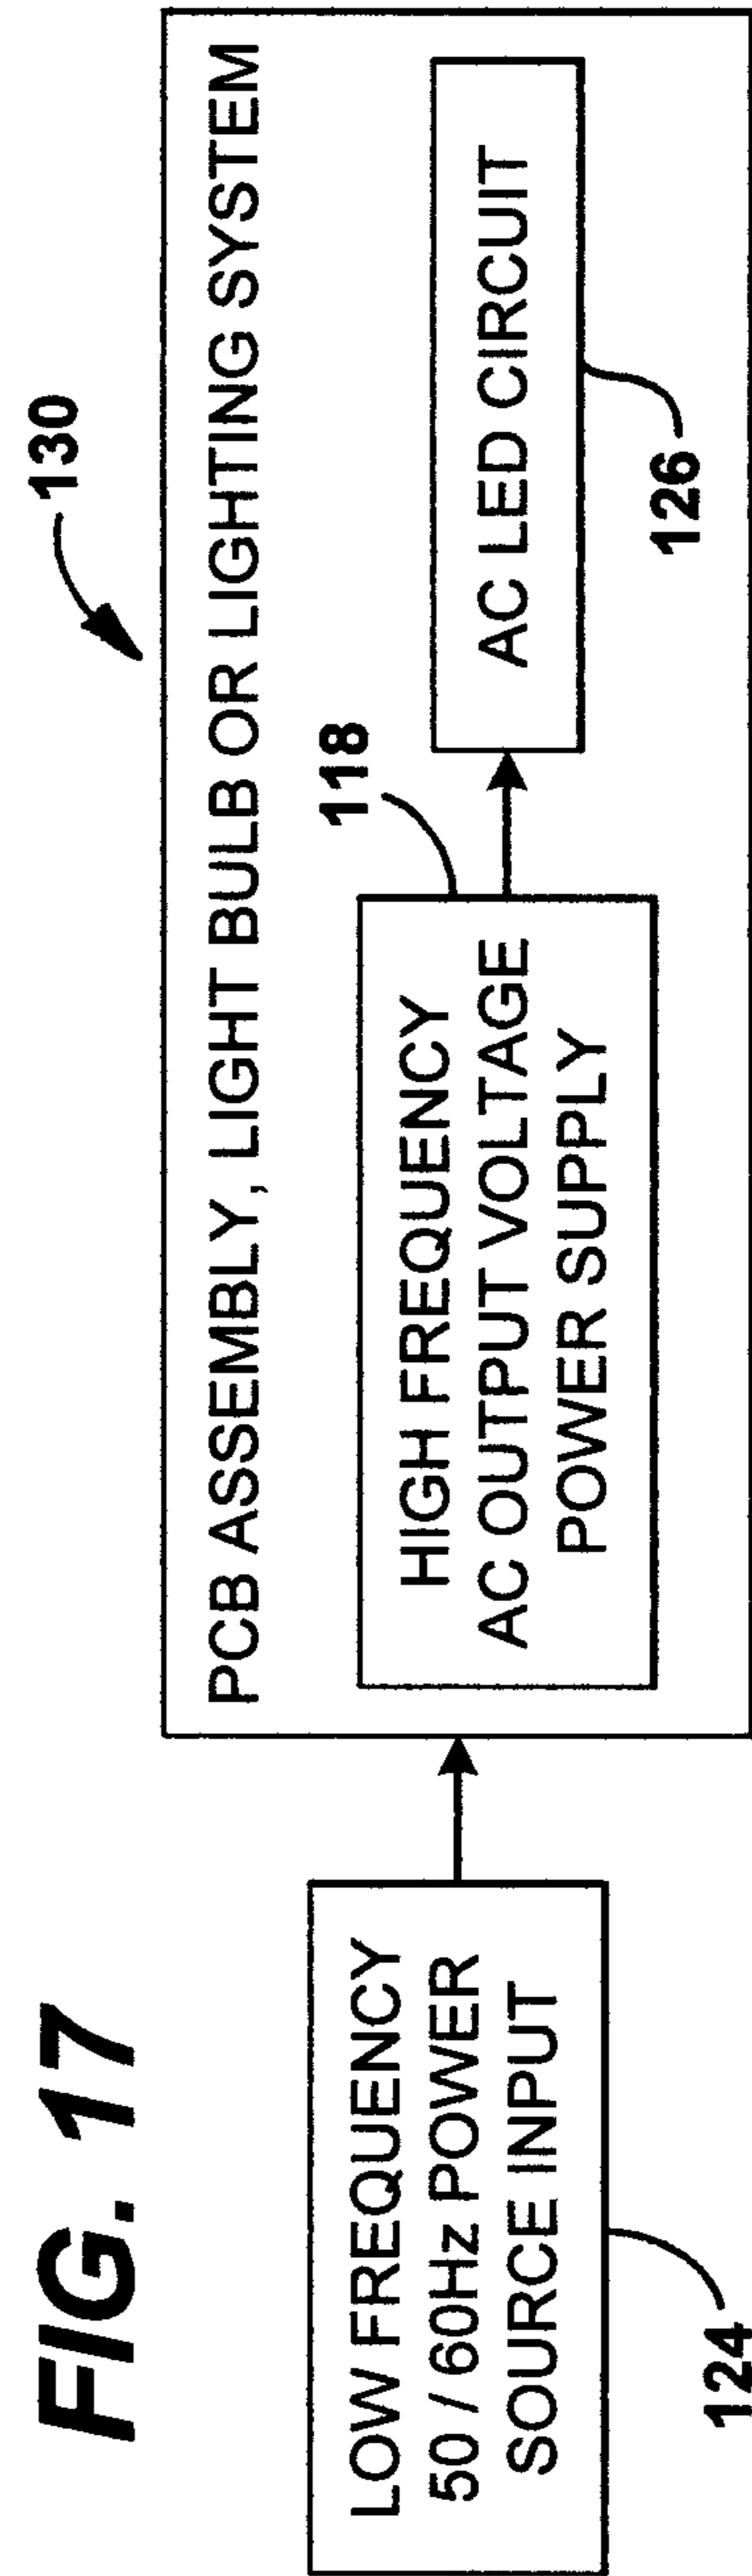 FIG. 17
130
PCB ASSEMBLY, LIGHT BULB OR LIGHTING SYSTEM
118
LOW FREQUENCY
50 / 60Hz POWER
SOURCE INPUT
HIGH FREQUENCY
AC OUTPUT VOLTAGE
POWER SUPPLY
AC LED CIRCUIT
124
126